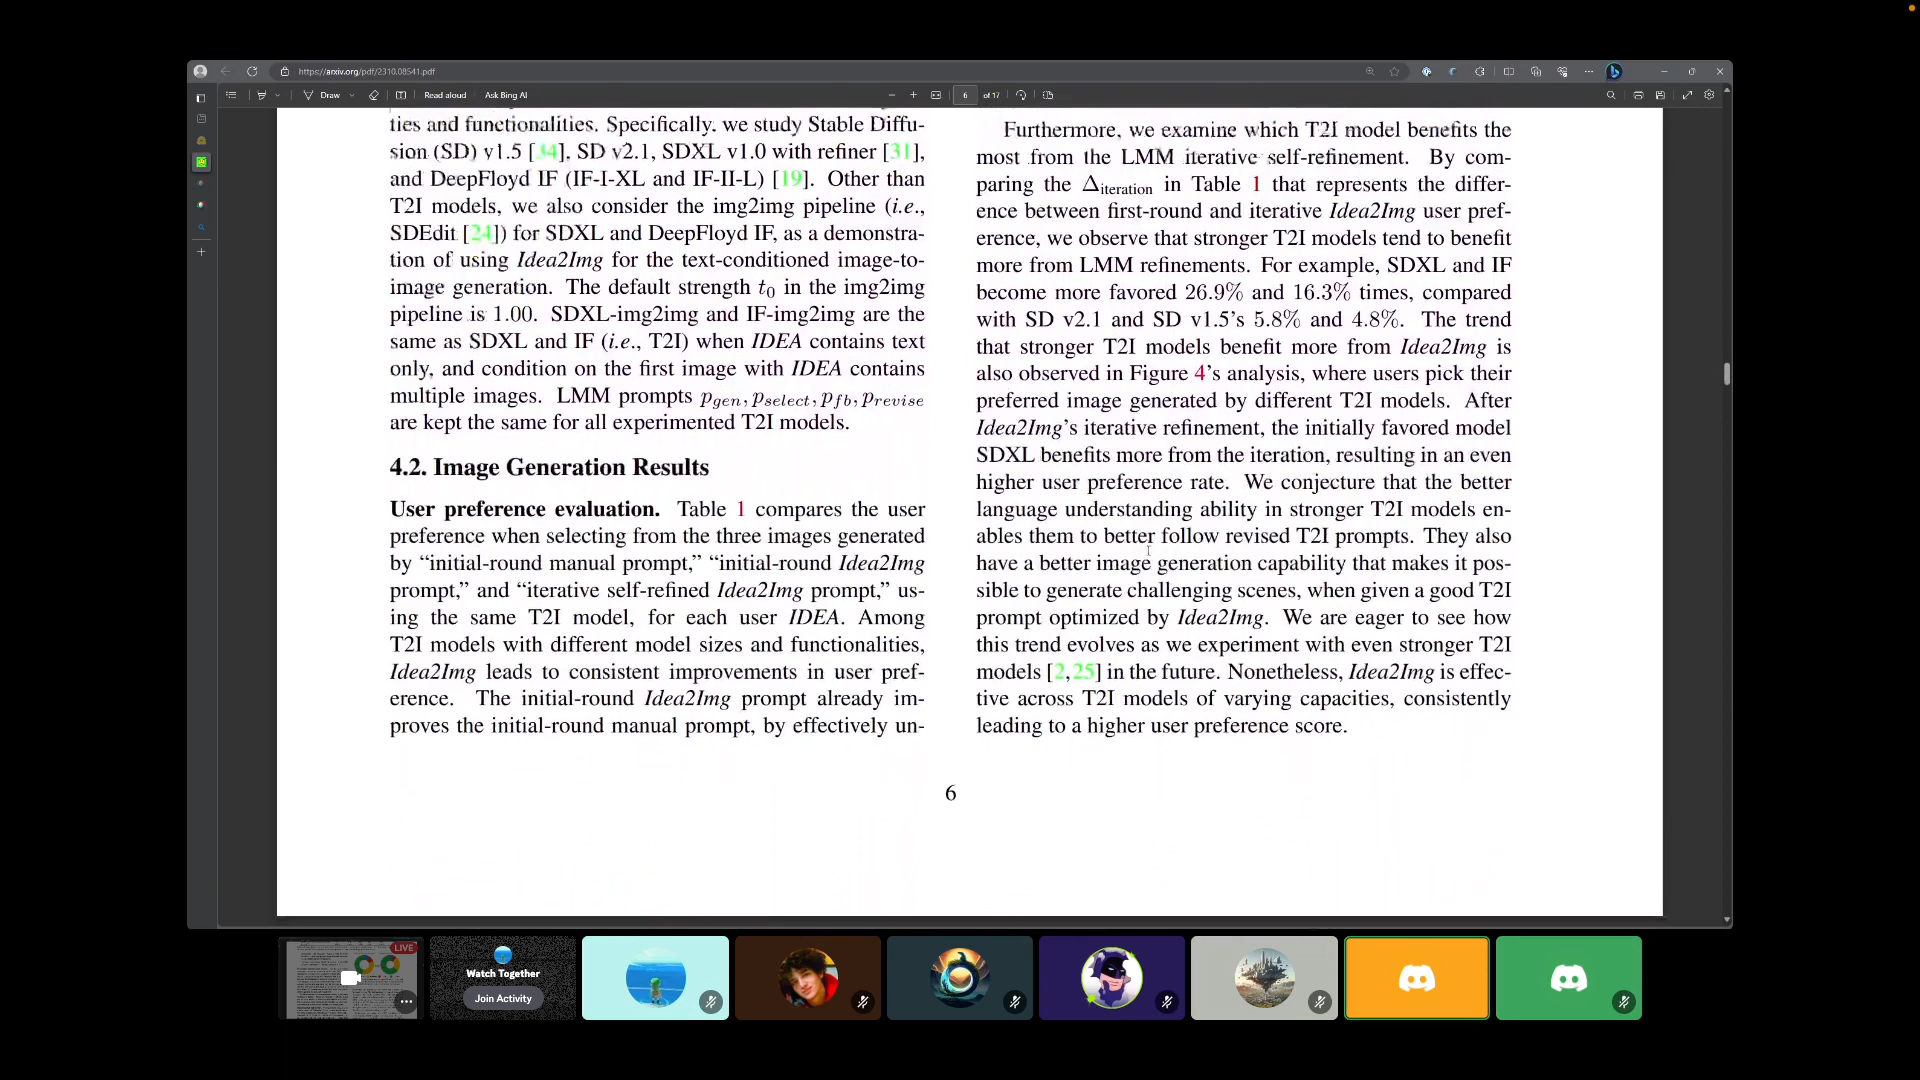 https://arxiv.org/pdf/2310.08541.pdf
Draw
Read aloud
Ask Bing AI
6
of 17
ties and functionalities. Specifically, we study Stable Diffu-
sion (SD) v1.5 [34], SD v2.1, SDXL v1.0 with refiner [31],
and DeepFloyd IF (IF-I-XL and IF-II-L) [19]. Other than
T2I models, we also consider the img2img pipeline (i.e.,
SDEdit [24]) for SDXL and DeepFloyd IF, as a demonstra-
tion of using Idea2Img for the text-conditioned image-to-
image generation. The default strength t0 in the img2img
pipeline is 1.00. SDXL-img2img and IF-img2img are the
same as SDXL and IF (i.e., T2I) when IDEA contains text
only, and condition on the first image with IDEA contains
multiple images. LMM prompts pgen, pselect, pfb, previse
are kept the same for all experimented T2I models.
4.2. Image Generation Results
User preference evaluation. Table 1 compares the user
preference when selecting from the three images generated
by “initial-round manual prompt,” “initial-round Idea2Img
prompt,” and “iterative self-refined Idea2Img prompt,” us-
ing the same T2I model, for each user IDEA. Among
T2I models with different model sizes and functionalities,
Idea2Img leads to consistent improvements in user pref-
erence. The initial-round Idea2Img prompt already im-
proves the initial-round manual prompt, by effectively un-
Furthermore, we examine which T2I model benefits the
most from the LMM iterative self-refinement. By com-
paring the Δiteration in Table 1 that represents the differ-
ence between first-round and iterative Idea2Img user pref-
erence, we observe that stronger T2I models tend to benefit
more from LMM refinements. For example, SDXL and IF
become more favored 26.9% and 16.3% times, compared
with SD v2.1 and SD v1.5’s 5.8% and 4.8%. The trend
that stronger T2I models benefit more from Idea2Img is
also observed in Figure 4’s analysis, where users pick their
preferred image generated by different T2I models. After
Idea2Img’s iterative refinement, the initially favored model
SDXL benefits more from the iteration, resulting in an even
higher user preference rate. We conjecture that the better
language understanding ability in stronger T2I models en-
ables them to better follow revised T2I prompts. They also
have a better image generation capability that makes it pos-
sible to generate challenging scenes, when given a good T2I
prompt optimized by Idea2Img. We are eager to see how
this trend evolves as we experiment with even stronger T2I
models [2,25] in the future. Nonetheless, Idea2Img is effec-
tive across T2I models of varying capacities, consistently
leading to a higher user preference score.
6
LIVE
Watch Together
Join Activity